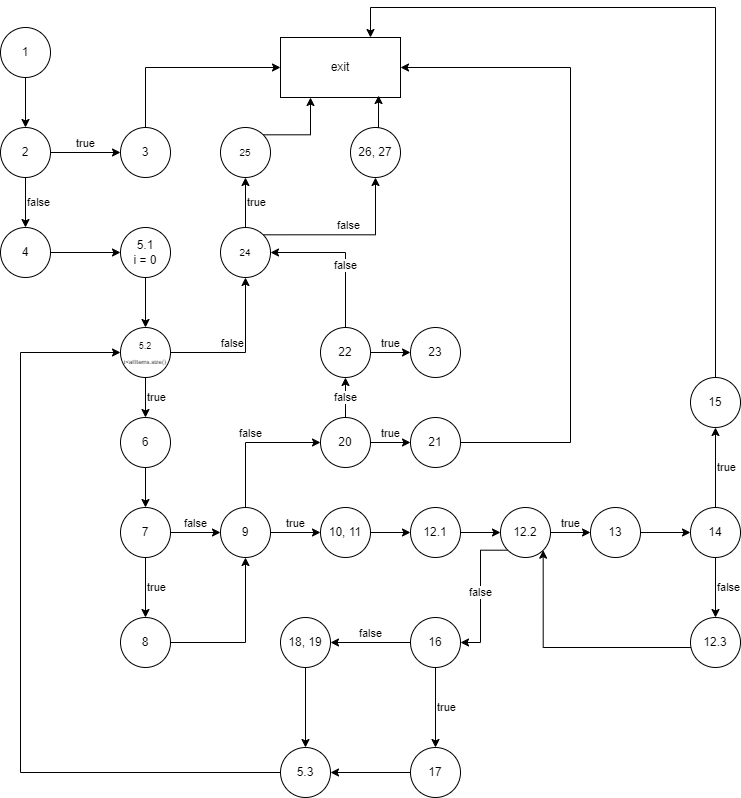 1
exit
2
true
3
25
26, 27
false
true
4
5.1
i = 0
24
false
false
5.2
i<allItems.size()
false
22
true
23
true
false
6
false
20
true
21
15
true
7
false
9
true
10, 11
12.1
12.2
true
13
14
true
false
false
8
18, 19
false
16
12.3
true
5.3
17